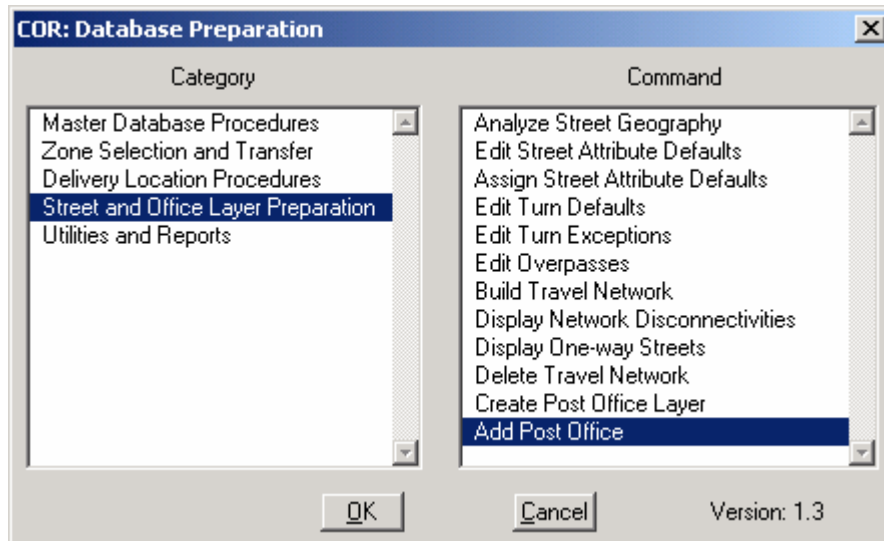 COR: Database Preparation
Category
Command
Master Database Procedures
Zone Selection and Transfer
Delivery Location Procedures
Street and Office Layer Preparation
Utilities and Reports
Analyze Street Geography
Edit Street Attribute Defaults
Assign Street Attribute Defaults
Edit Turn Defaults
Edit Turn Exceptions
Edit Overpasses
Build Travel Network
Display Network Disconnectivities
Display One-way Streets
Delete Travel Network
Create Post Office Layer
Add Post Office
OK
Cancel
Version: 1.3